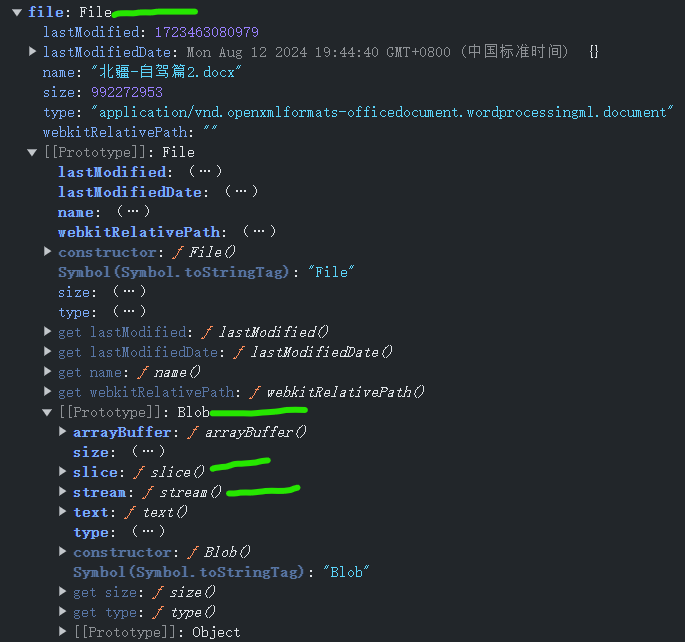 file: File
lastModified: 1723463080979
lastModifiedDate: Mon Aug 12 2024 19:44:40 GMT+0800 (中国标准时间) {}
name: "北疆-自驾篇2.docx"
size: 992272953
type: "application/vnd.openxmlformats-officedocument.wordprocessingml.document"
webkitRelativePath: ""
[[Prototype]]: File
lastModified: (…)
lastModifiedDate: (…)
name: (…)
webkitRelativePath: (…)
constructor: ƒ File()
Symbol(Symbol.toStringTag): "File"
size: (…)
type: (…)
get lastModified: ƒ lastModified()
get lastModifiedDate: ƒ lastModifiedDate()
get name: ƒ name()
get webkitRelativePath: ƒ webkitRelativePath()
[[Prototype]]: Blob
arrayBuffer: ƒ arrayBuffer()
size: (…)
slice: ƒ slice()
stream: ƒ stream()
text: ƒ text()
type: (…)
constructor: ƒ Blob()
Symbol(Symbol.toStringTag): "Blob"
get size: ƒ size()
get type: ƒ type()
[[Prototype]]: Object